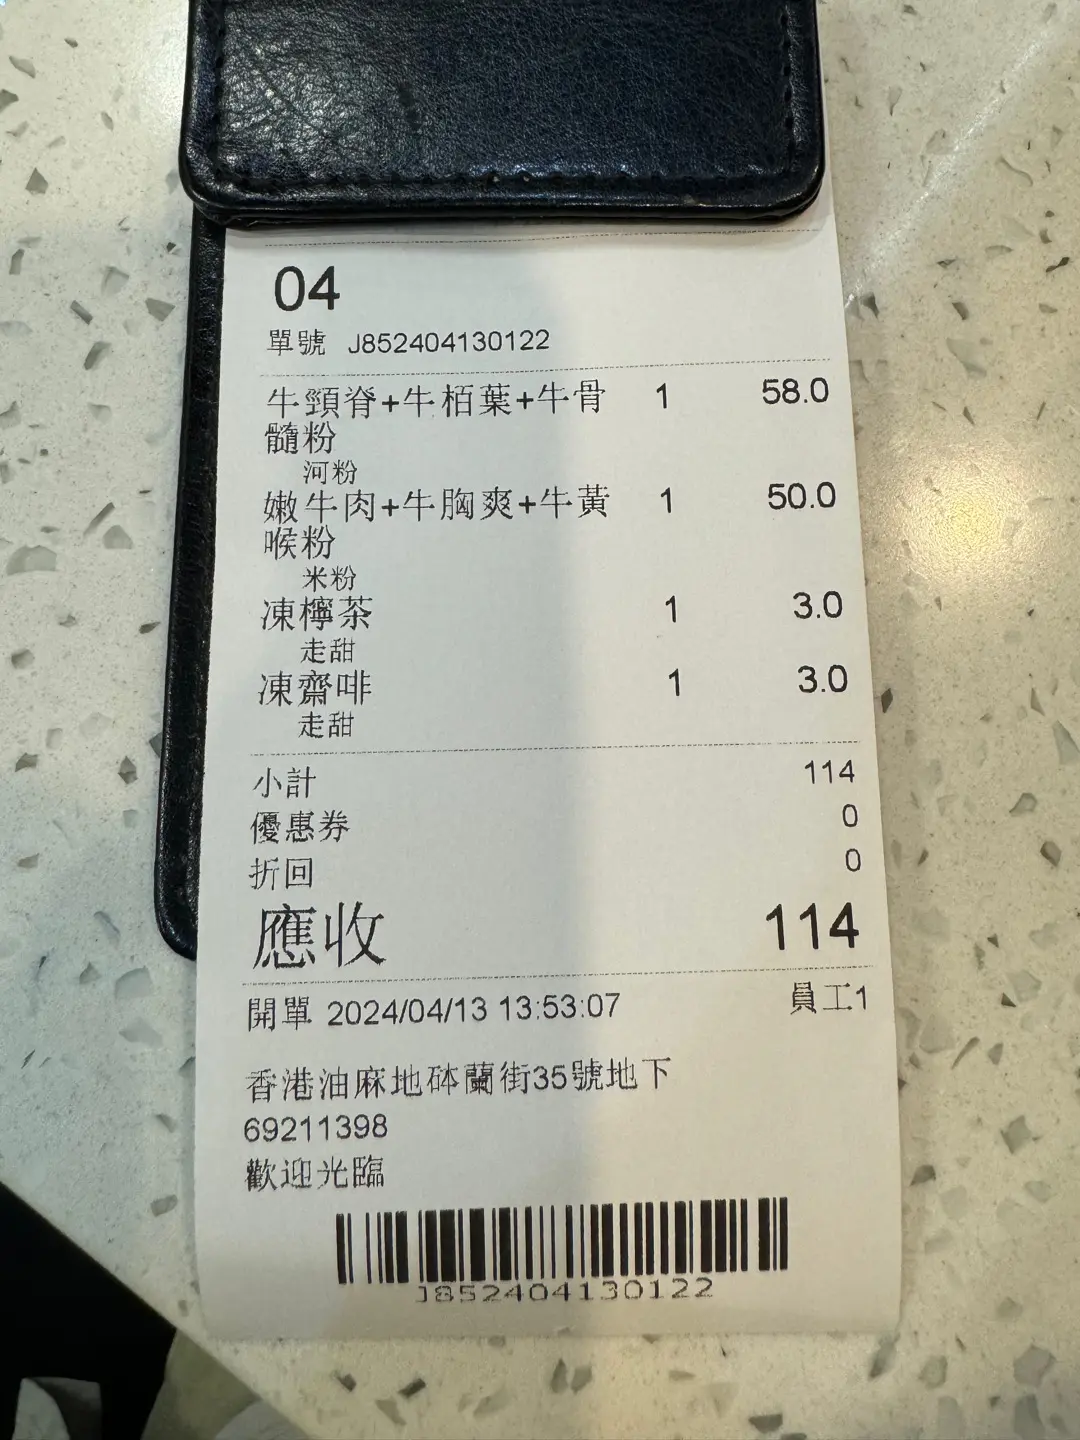 04
單號 J852404130122
牛頸脊+牛栢葉+牛骨 1 58.0
髓粉
河粉
嫩牛肉+牛胸爽+牛黃 1 50.0
喉粉
米粉
凍檸茶 1 3.0
走甜
凍齋啡 1 3.0
走甜
小計 114
優惠券 0
折回 0
應收 114
開單 2024/04/13 13:53:07 員工1
香港油麻地砵蘭街35號地下
69211398
歡迎光臨
J852404130122